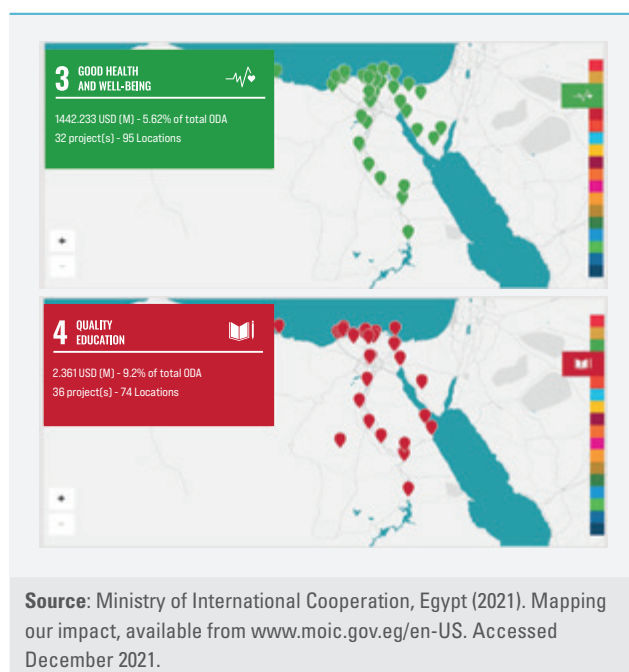 3 GOOD HEALTH
AND WELL-BEING
1442.233 USD (M) - 5.62% of total ODA
32 project(s) - 95 Locations
+
-
4 QUALITY
EDUCATION
2.361 USD (M) - 9.2% of total ODA
36 project(s) - 74 Locations
+
-
Source: Ministry of International Cooperation, Egypt (2021). Mapping
our impact, available from www.moic.gov.eg/en-US. Accessed
December 2021.